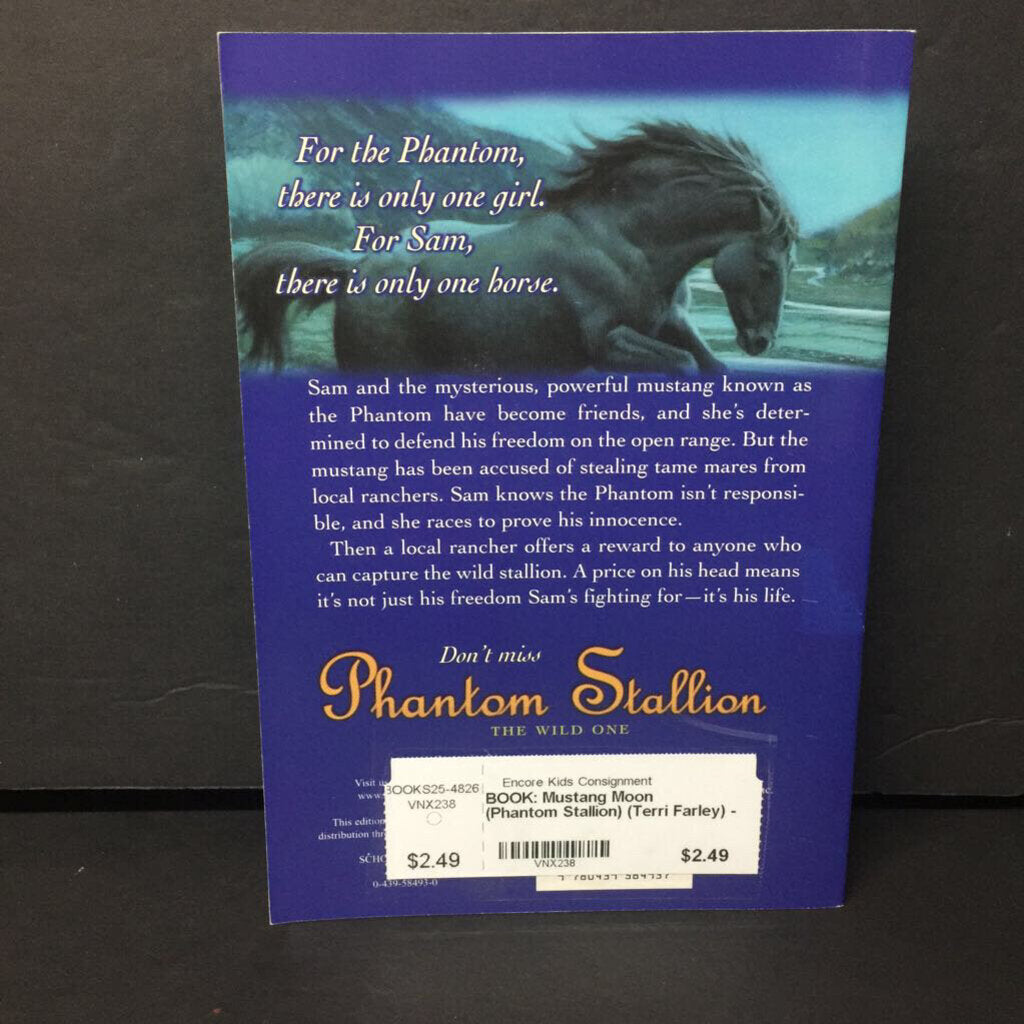 For the Phantom,
there is only one girl.
For Sam,
there is only one horse.
Sam and the mysterious, powerful mustang known as
the Phantom have become friends, and she's deter-
mined to defend his freedom on the open range. But the
mustang has been accused of stealing tame mares from
local ranchers. Sam knows the Phantom isn't responsi-
ble, and she races to prove his innocence.
Then a local rancher offers a reward to anyone who
can capture the wild stallion. A price on his head means
it's not just his freedom Sam's fighting for—it's his life.
Don't miss
Phantom Stallion
THE WILD ONE
Visit
www.
This edition
distribution
0-439-58493-0
BOOKS25-4826
VNX238
$2.49
Encore Kids Consignment
BOOK: Mustang Moon
(Phantom Stallion) (Terri Farley) -
VNX238
$2.49